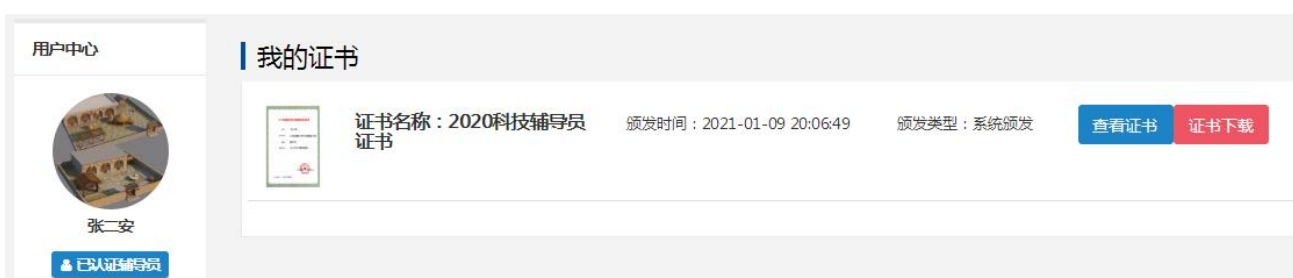 用户中心
我的证书
证书名称：2020科技辅导员
证书
颁发时间：2021-01-09 20:06:49
颁发类型：系统颁发
查看证书
证书下载
张二安
已认证辅导员